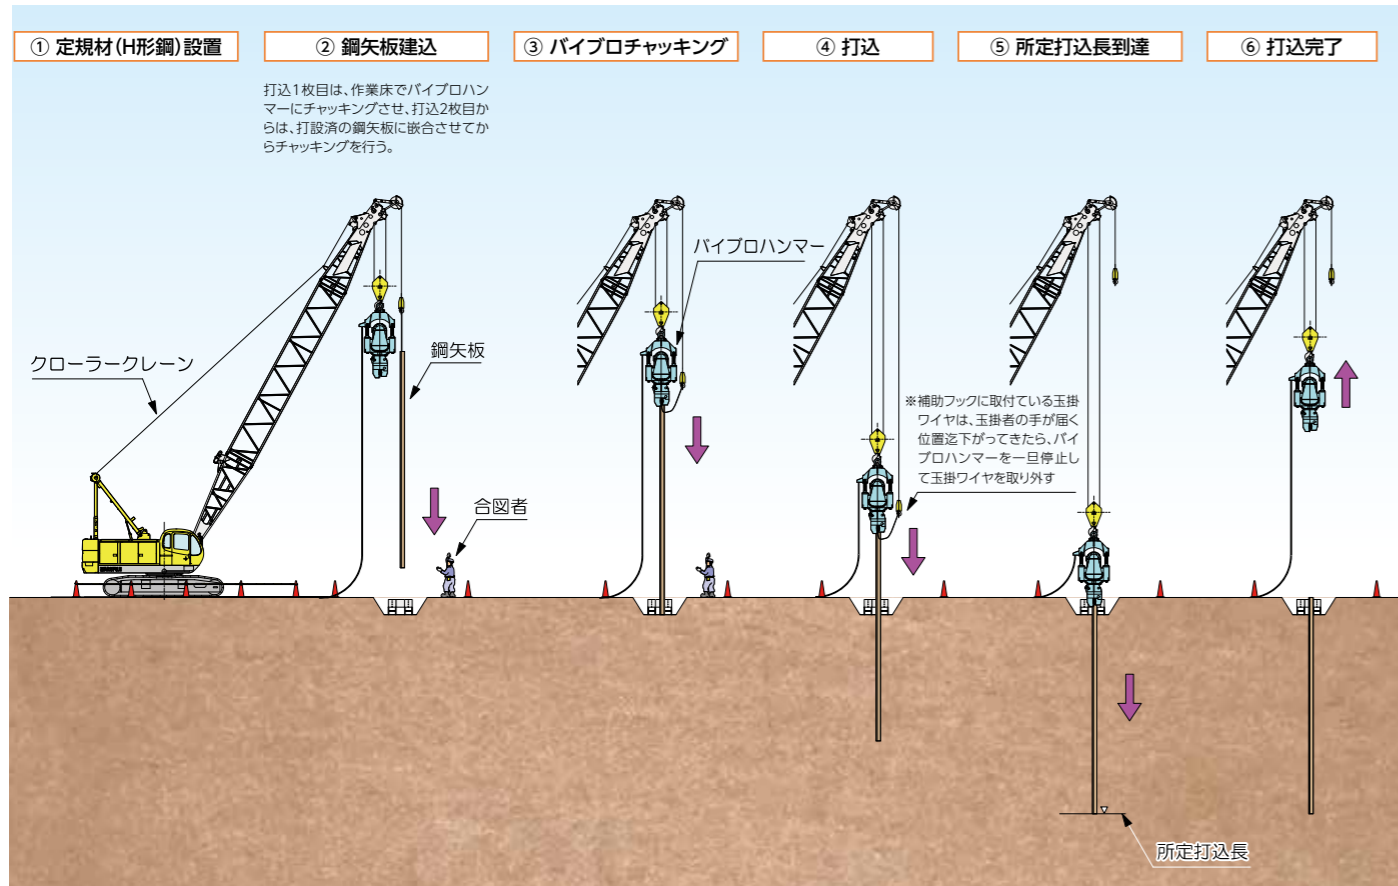 ① 定規材(H形鋼)設置
② 鋼矢板建込
③ バイブロチャッキング
④ 打込
⑤ 所定打込長到達
⑥ 打込完了
打込1枚目は、作業床でバイブロハン
マーにチャッキングさせ、打込2枚目か
らは、打設済の鋼矢板に嵌合させてか
らチャッキングを行う。
バイブロハンマー
クローラークレーン
鋼矢板
※補助フックに取付ている玉掛
ワイヤは、玉掛者の手が届く
位置迄下がってきたら、バイ
ブロハンマーを一旦停止し
て玉掛ワイヤを取り外す
合図者
所定打込長